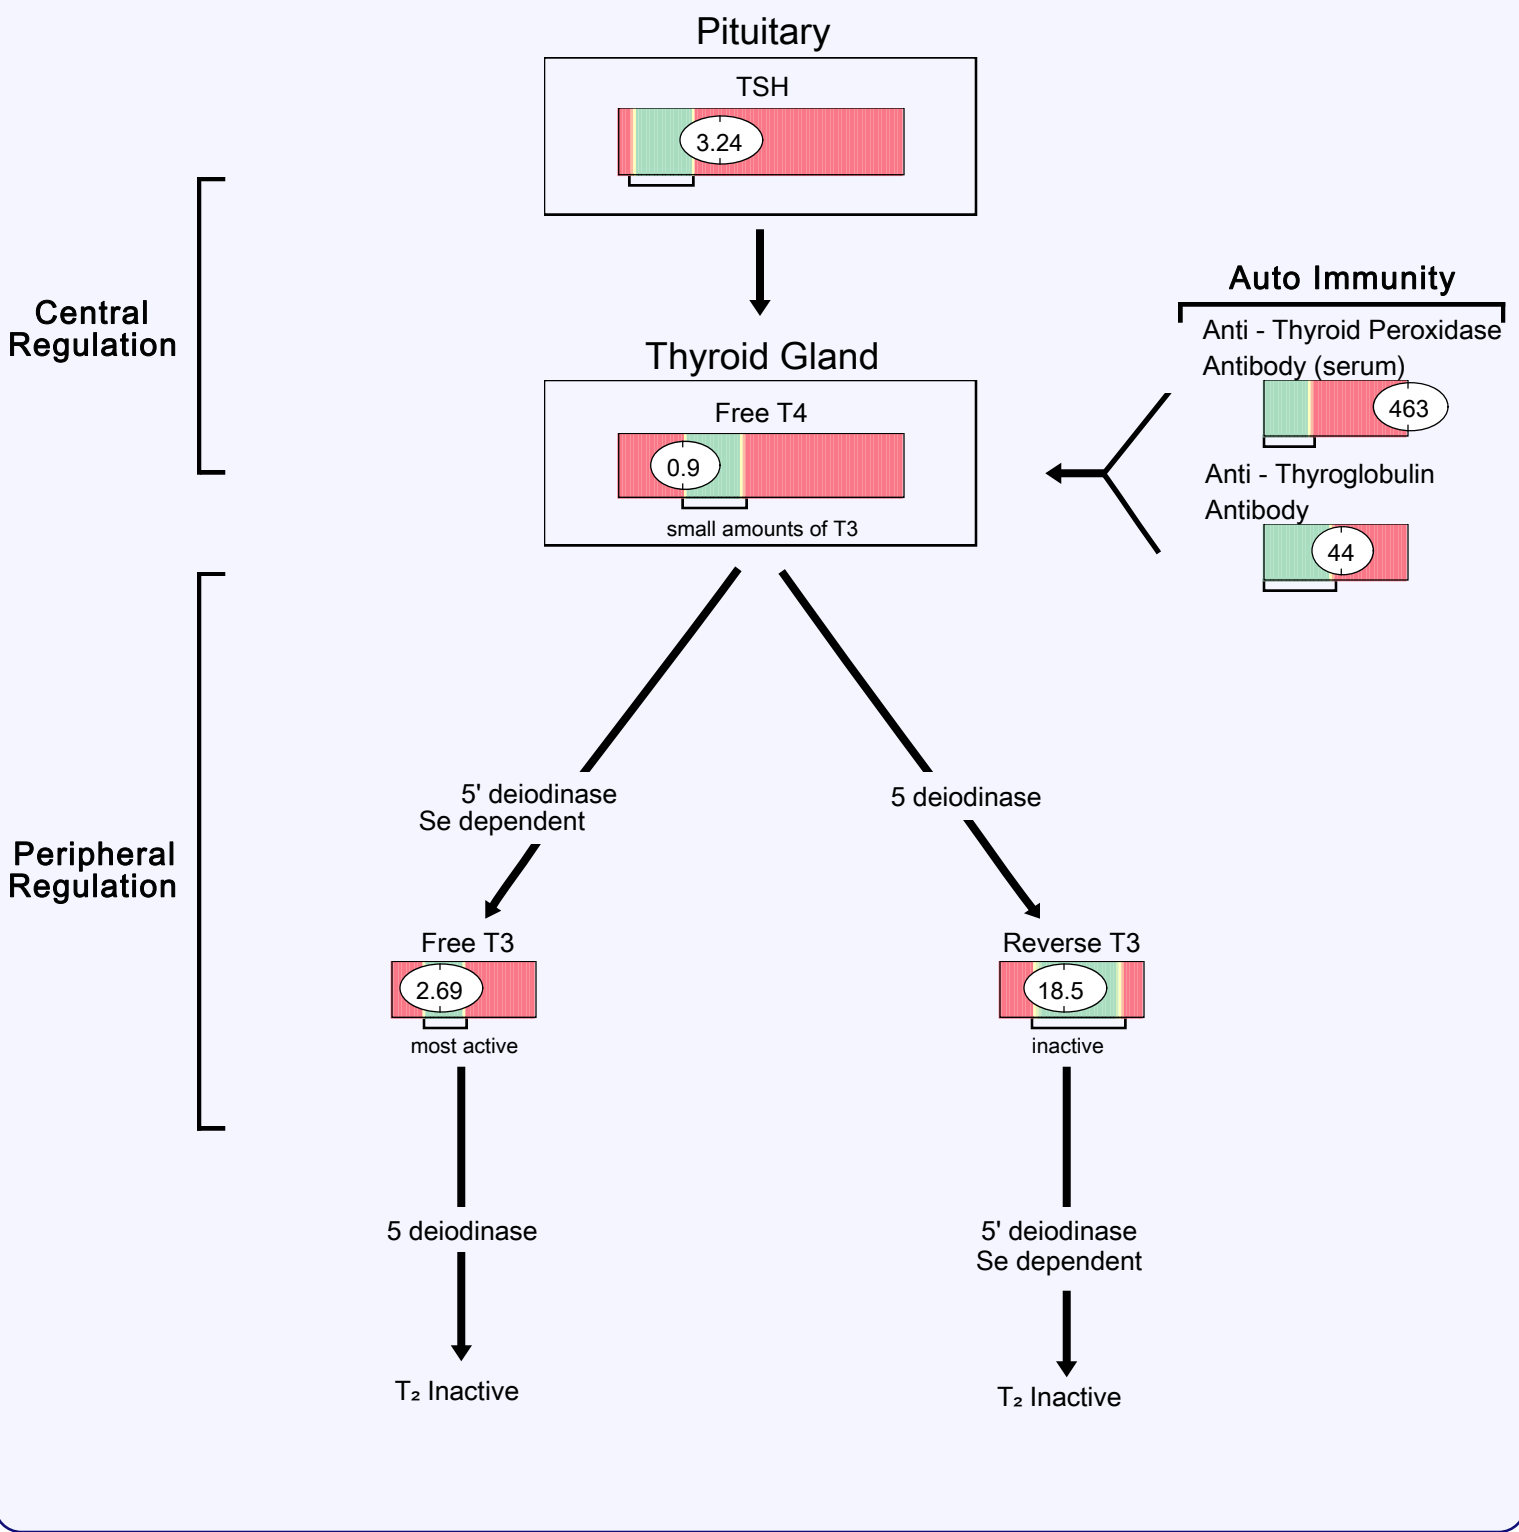 Pituitary
TSH
3.24
Central
Regulation
Thyroid Gland
Free T4
0.9
small amounts of T3
Auto Immunity
Anti - Thyroid Peroxidase
Antibody (serum)
463
Anti - Thyroglobulin
Antibody
44
Peripheral
Regulation
5' deiodinase
Se dependent
5 deiodinase
Free T3
2.69
most active
Reverse T3
18.5
inactive
5 deiodinase
5' deiodinase
Se dependent
T₂ Inactive
T₂ Inactive